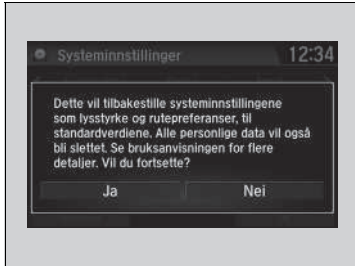 Systeminnstillinger 12:34
Dette vil tilbakestille systeminnstillingene
som lysstyrke og rutepreferanser, til
standardverdiene. Alle personlige data vil også
bli slettet. Se bruksanvisningen for flere
detaljer. Vil du fortsette?
Ja Nei